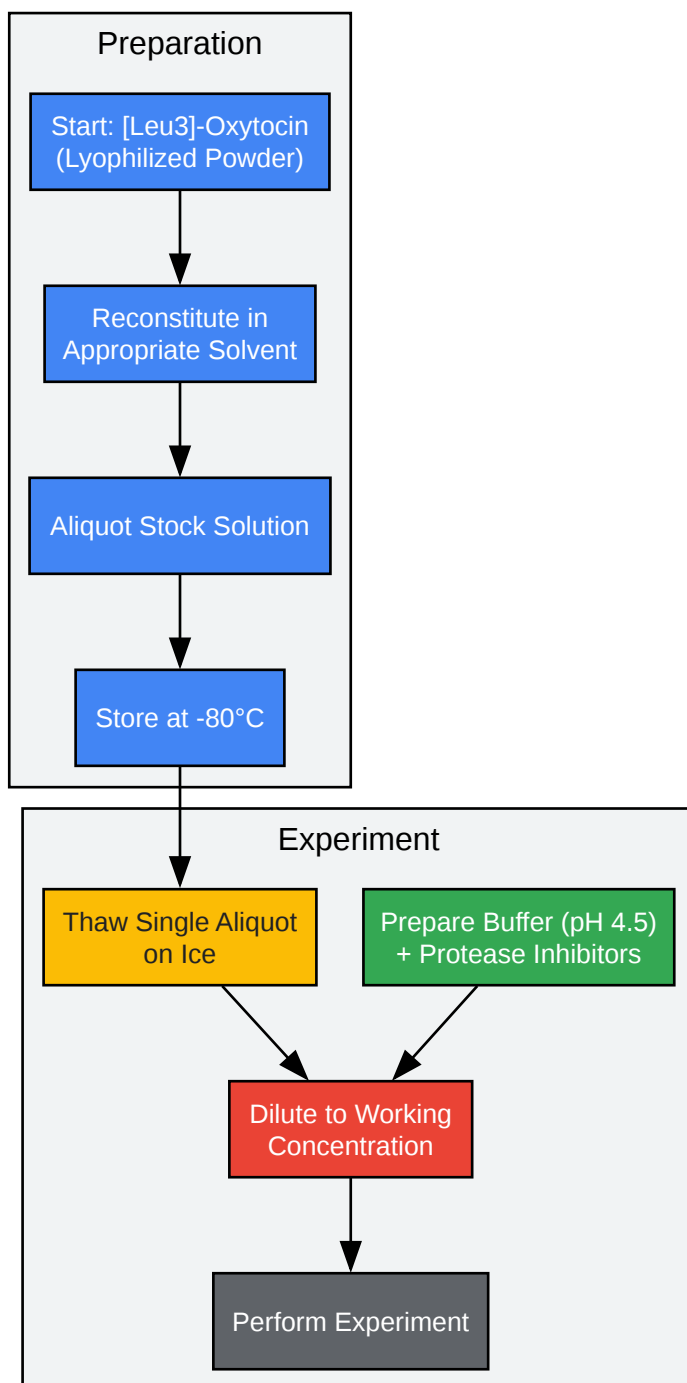 Preparation
Start: [Leu3]-Oxytocin
(Lyophilized Powder)
Reconstitute in
Appropriate Solvent
Aliquot Stock Solution
Store at -80°C
Experiment
Thaw Single Aliquot
on Ice
Prepare Buffer (pH 4.5)
+ Protease Inhibitors
Dilute to Working
Concentration
Perform Experiment